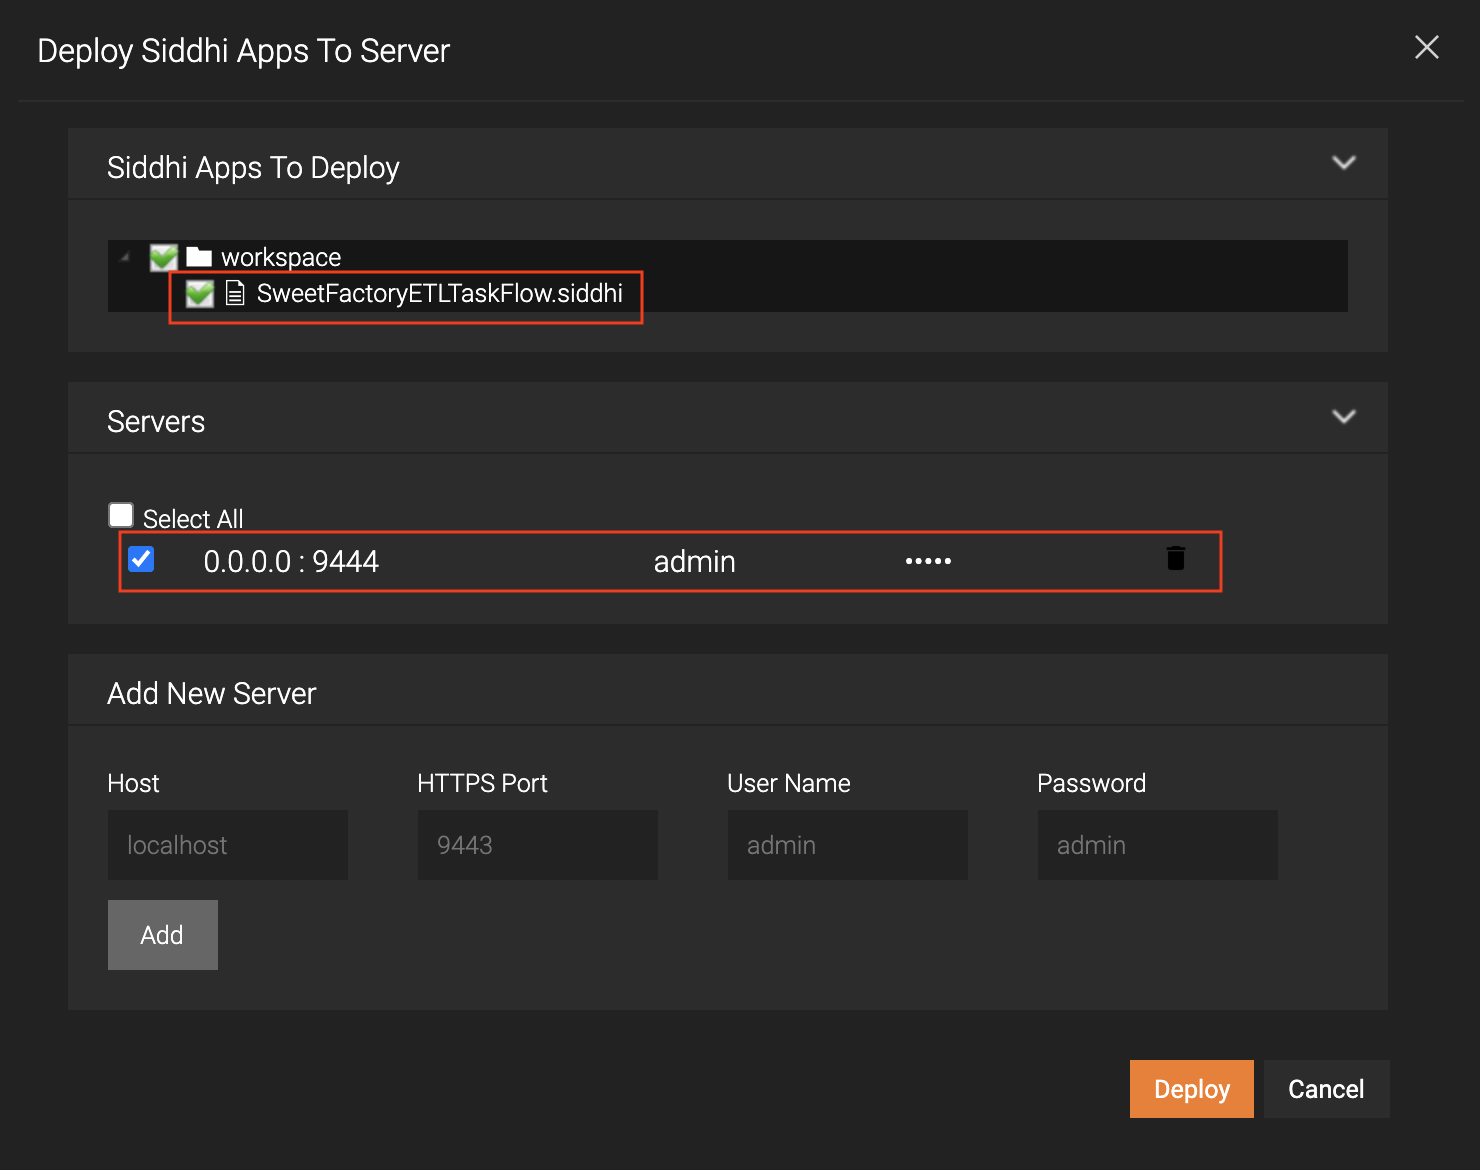 Deploy Siddhi Apps To Server
Siddhi Apps To Deploy
workspace
SweetFactoryETLTaskFlow.siddhi
Servers
Select All
0.0.0.0 : 9444 admin •••••
Add New Server
Host HTTPS Port User Name Password
localhost 9443 admin admin
Add
Deploy Cancel